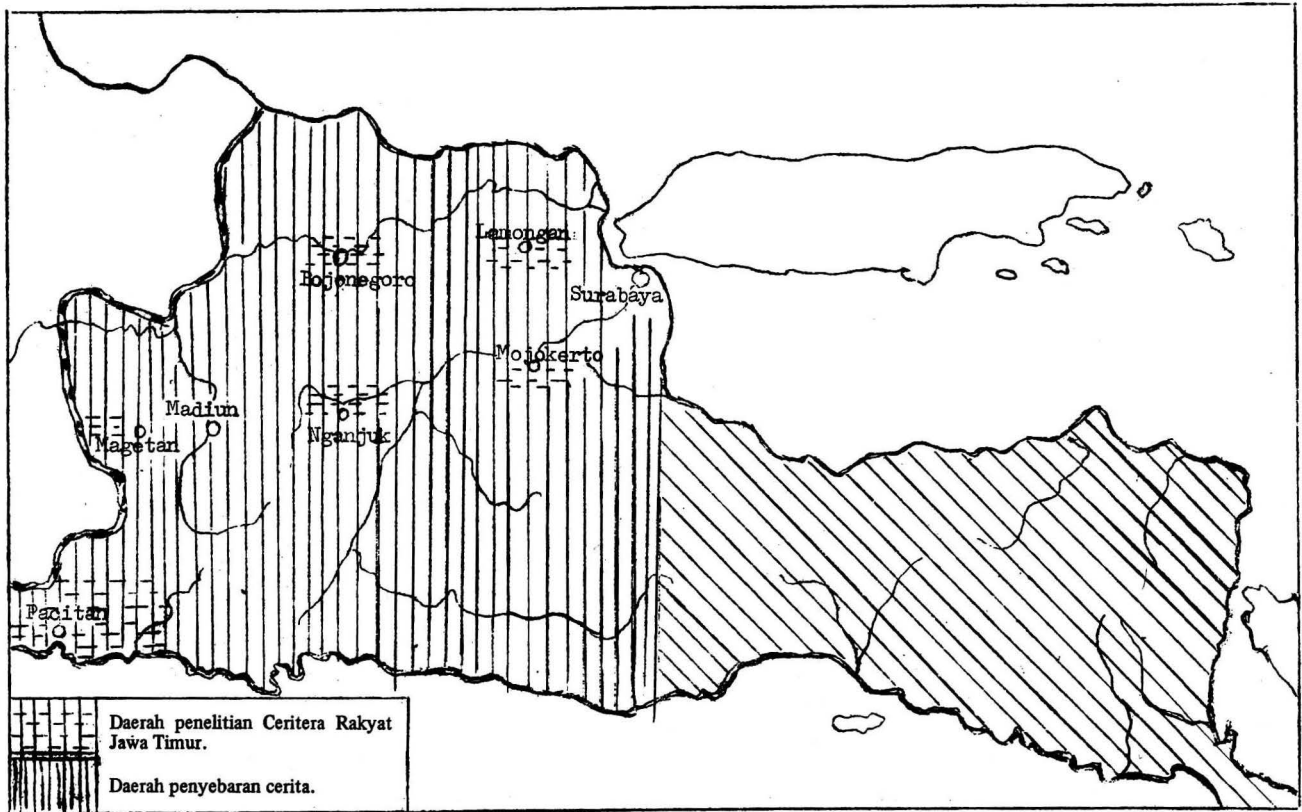 Lamongan
Bojonegoro
Surabaya
Mojokerto
Madiun
Magetan
Nganjuk
Pacitan
Daerah penelitian Ceritera Rakyat
Jawa Timur.
Daerah penyebaran cerita.